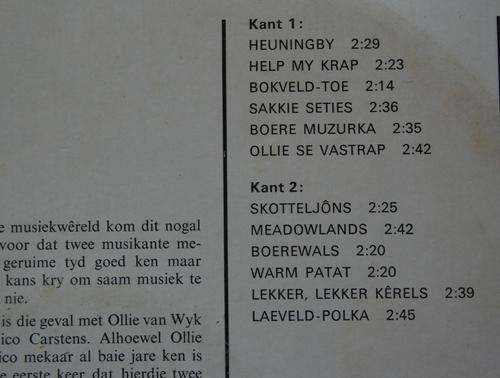 Kant 1:
HEUNINGBY 2:29
HELP MY KRAP 2:23
BOKVELD-TOE 2:14
SAKKIE SETIES 2:36
BOERE MUZURKA 2:35
OLLIE SE VASTRAP 2:42
Kant 2:
SKOTTELJÔNS 2:25
MEADOWLANDS 2:42
BOEREWALS 2:20
WARM PATAT 2:20
LEKKER, LEKKER KÊRELS 2:39
LAEVELD-POLKA 2:45
e musiekwêreld kom dit nogal
voor dat twee musikante me-
geruime tyd goed ken maar
kans kry om saam musiek te
nie.
is die geval met Ollie van Wyk
ico Carstens. Alhoewel Ollie
ico mekaar al baie jare ken is
e eerste keer dat hierdie twee